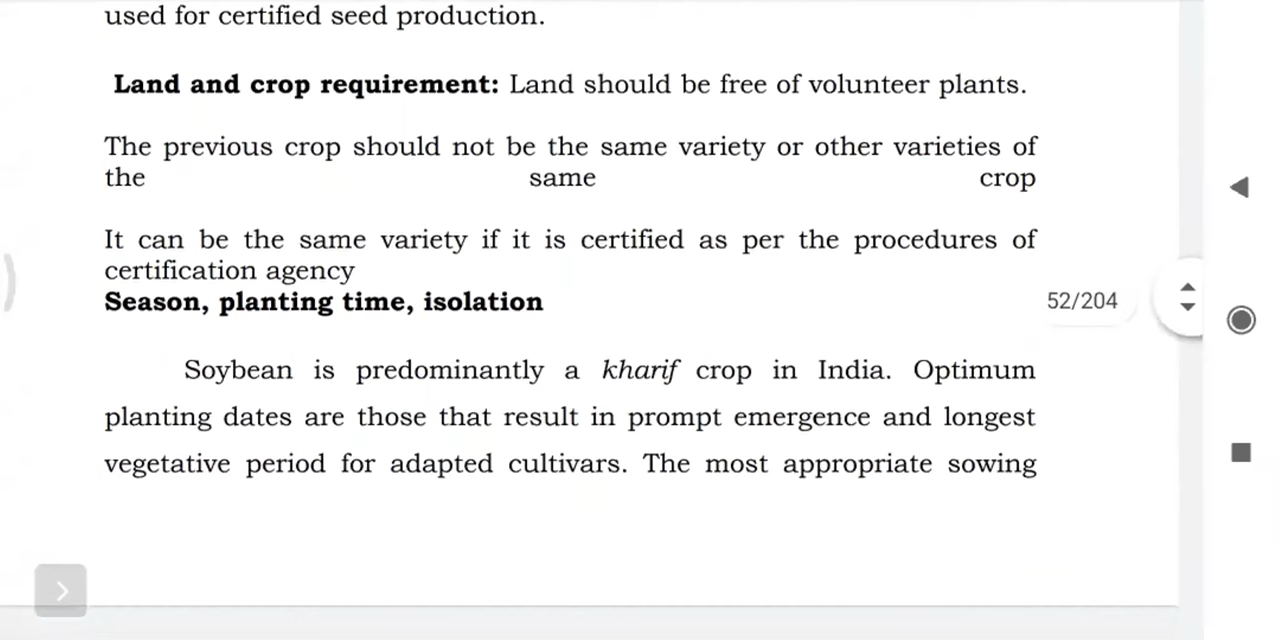 used for certified seed production.
Land and crop requirement: Land should be free of volunteer plants.
The previous crop should not be the same variety or other varieties of
the same crop
It can be the same variety if it is certified as per the procedures of
certification agency
Season, planting time, isolation
52/204
Soybean is predominantly a kharif crop in India. Optimum
planting dates are those that result in prompt emergence and longest
vegetative period for adapted cultivars. The most appropriate sowing